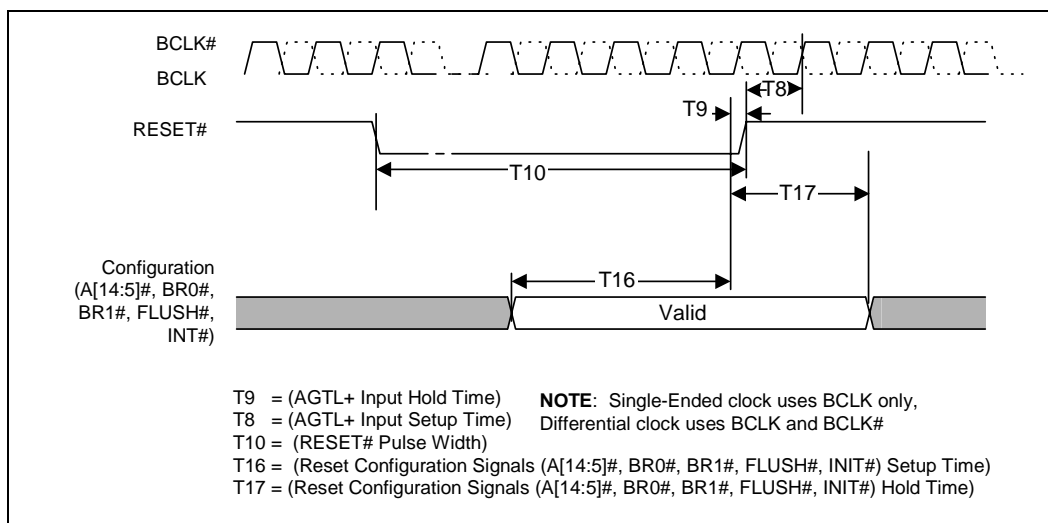 BCLK#
BCLK
T8
T9
RESET#
T10
T17
Configuration
(A[14:5]#, BR0#,
BR1#, FLUSH#,
INT#)
T16
Valid
T9 = (AGTL+ Input Hold Time)
T8 = (AGTL+ Input Setup Time)
T10 = (RESET# Pulse Width)
T16 = (Reset Configuration Signals (A[14:5]#, BR0#, BR1#, FLUSH#, INIT#) Setup Time)
T17 = (Reset Configuration Signals (A[14:5]#, BR0#, BR1#, FLUSH#, INIT#) Hold Time)
NOTE: Single-Ended clock uses BCLK only,
Differential clock uses BCLK and BCLK#